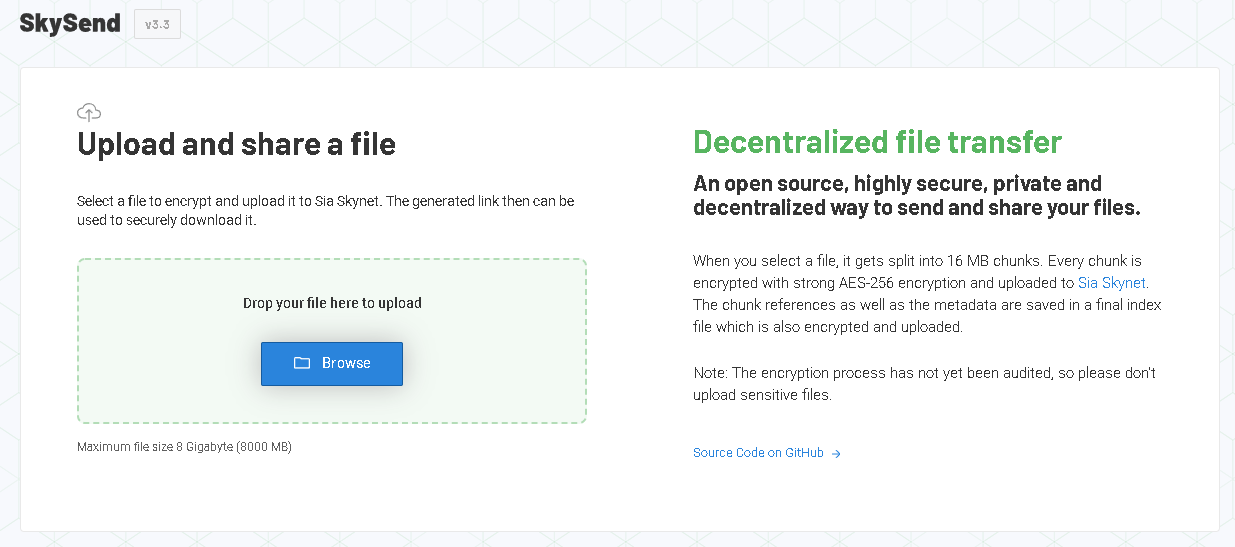 SkySend
v3.3
Upload and share a file
Select a file to encrypt and upload it to Sia Skynet. The generated link then can be
used to securely download it.
Drop your file here to upload
Browse
Maximum file size 8 Gigabyte (8000 MB)
Decentralized file transfer
An open source, highly secure, private and
decentralized way to send and share your files.
When you select a file, it gets split into 16 MB chunks. Every chunk is
encrypted with strong AES-256 encryption and uploaded to Sia Skynet.
The chunk references as well as the metadata are saved in a final index
file which is also encrypted and uploaded.
Note: The encryption process has not yet been audited, so please don't
upload sensitive files.
Source Code on GitHub →